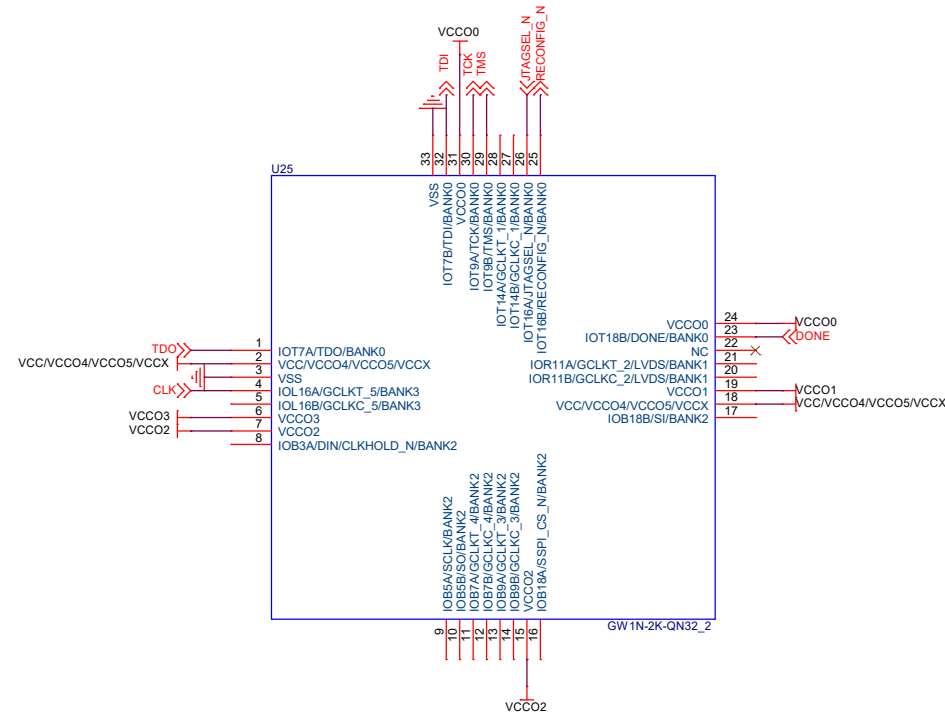 VCCO0
TDI
TCK
TMS
JTAGSEL_N
RECONFIG_N
33
32
31
30
29
28
27
26
25
U25
VSS
IOT7B/TDI/BANK0
VCCO0
IOT9A/TCK/BANK0
IOT9B/TMS/BANK0
IOT14A/GCLKT_1/BANK0
IOT14B/GCLKC_1/BANK0
IOT16A/JTAGSEL_N/BANK0
IOT16B/RECONFIG_N/BANK0
TDO 1 IOT7A/TDO/BANK0
VCC/VCCO4/VCCO5/VCCX 2 VCC/VCCO4/VCCO5/VCCX
3 VSS
CLK 4 IOL16A/GCLKT_5/BANK3
5 IOL16B/GCLKC_5/BANK3
VCCO3 6 VCCO3
VCCO2 7 VCCO2
8 IOB3A/DIN/CLKHOLD_N/BANK2
VCCO0 24 VCCO0
IOT18B/DONE/BANK0 23 DONE
NC 22
IOR11A/GCLKT_2/LVDS/BANK1 21
IOR11B/GCLKC_2/LVDS/BANK1 20
VCCO1 19 VCCO1
VCC/VCCO4/VCCO5/VCCX 18 VCC/VCCO4/VCCO5/VCCX
IOB18B/SI/BANK2 17
IOB5A/SCLK/BANK2
IOB5B/SO/BANK2
IOB7A/GCLKT_4/BANK2
IOB7B/GCLKC_4/BANK2
IOB9A/GCLKT_3/BANK2
IOB9B/GCLKC_3/BANK2
VCCO2
IOB18A/SSPI_CS_N/BANK2
9
10
11
12
13
14
15
16
GW1N-2K-QN32_2
VCCO2